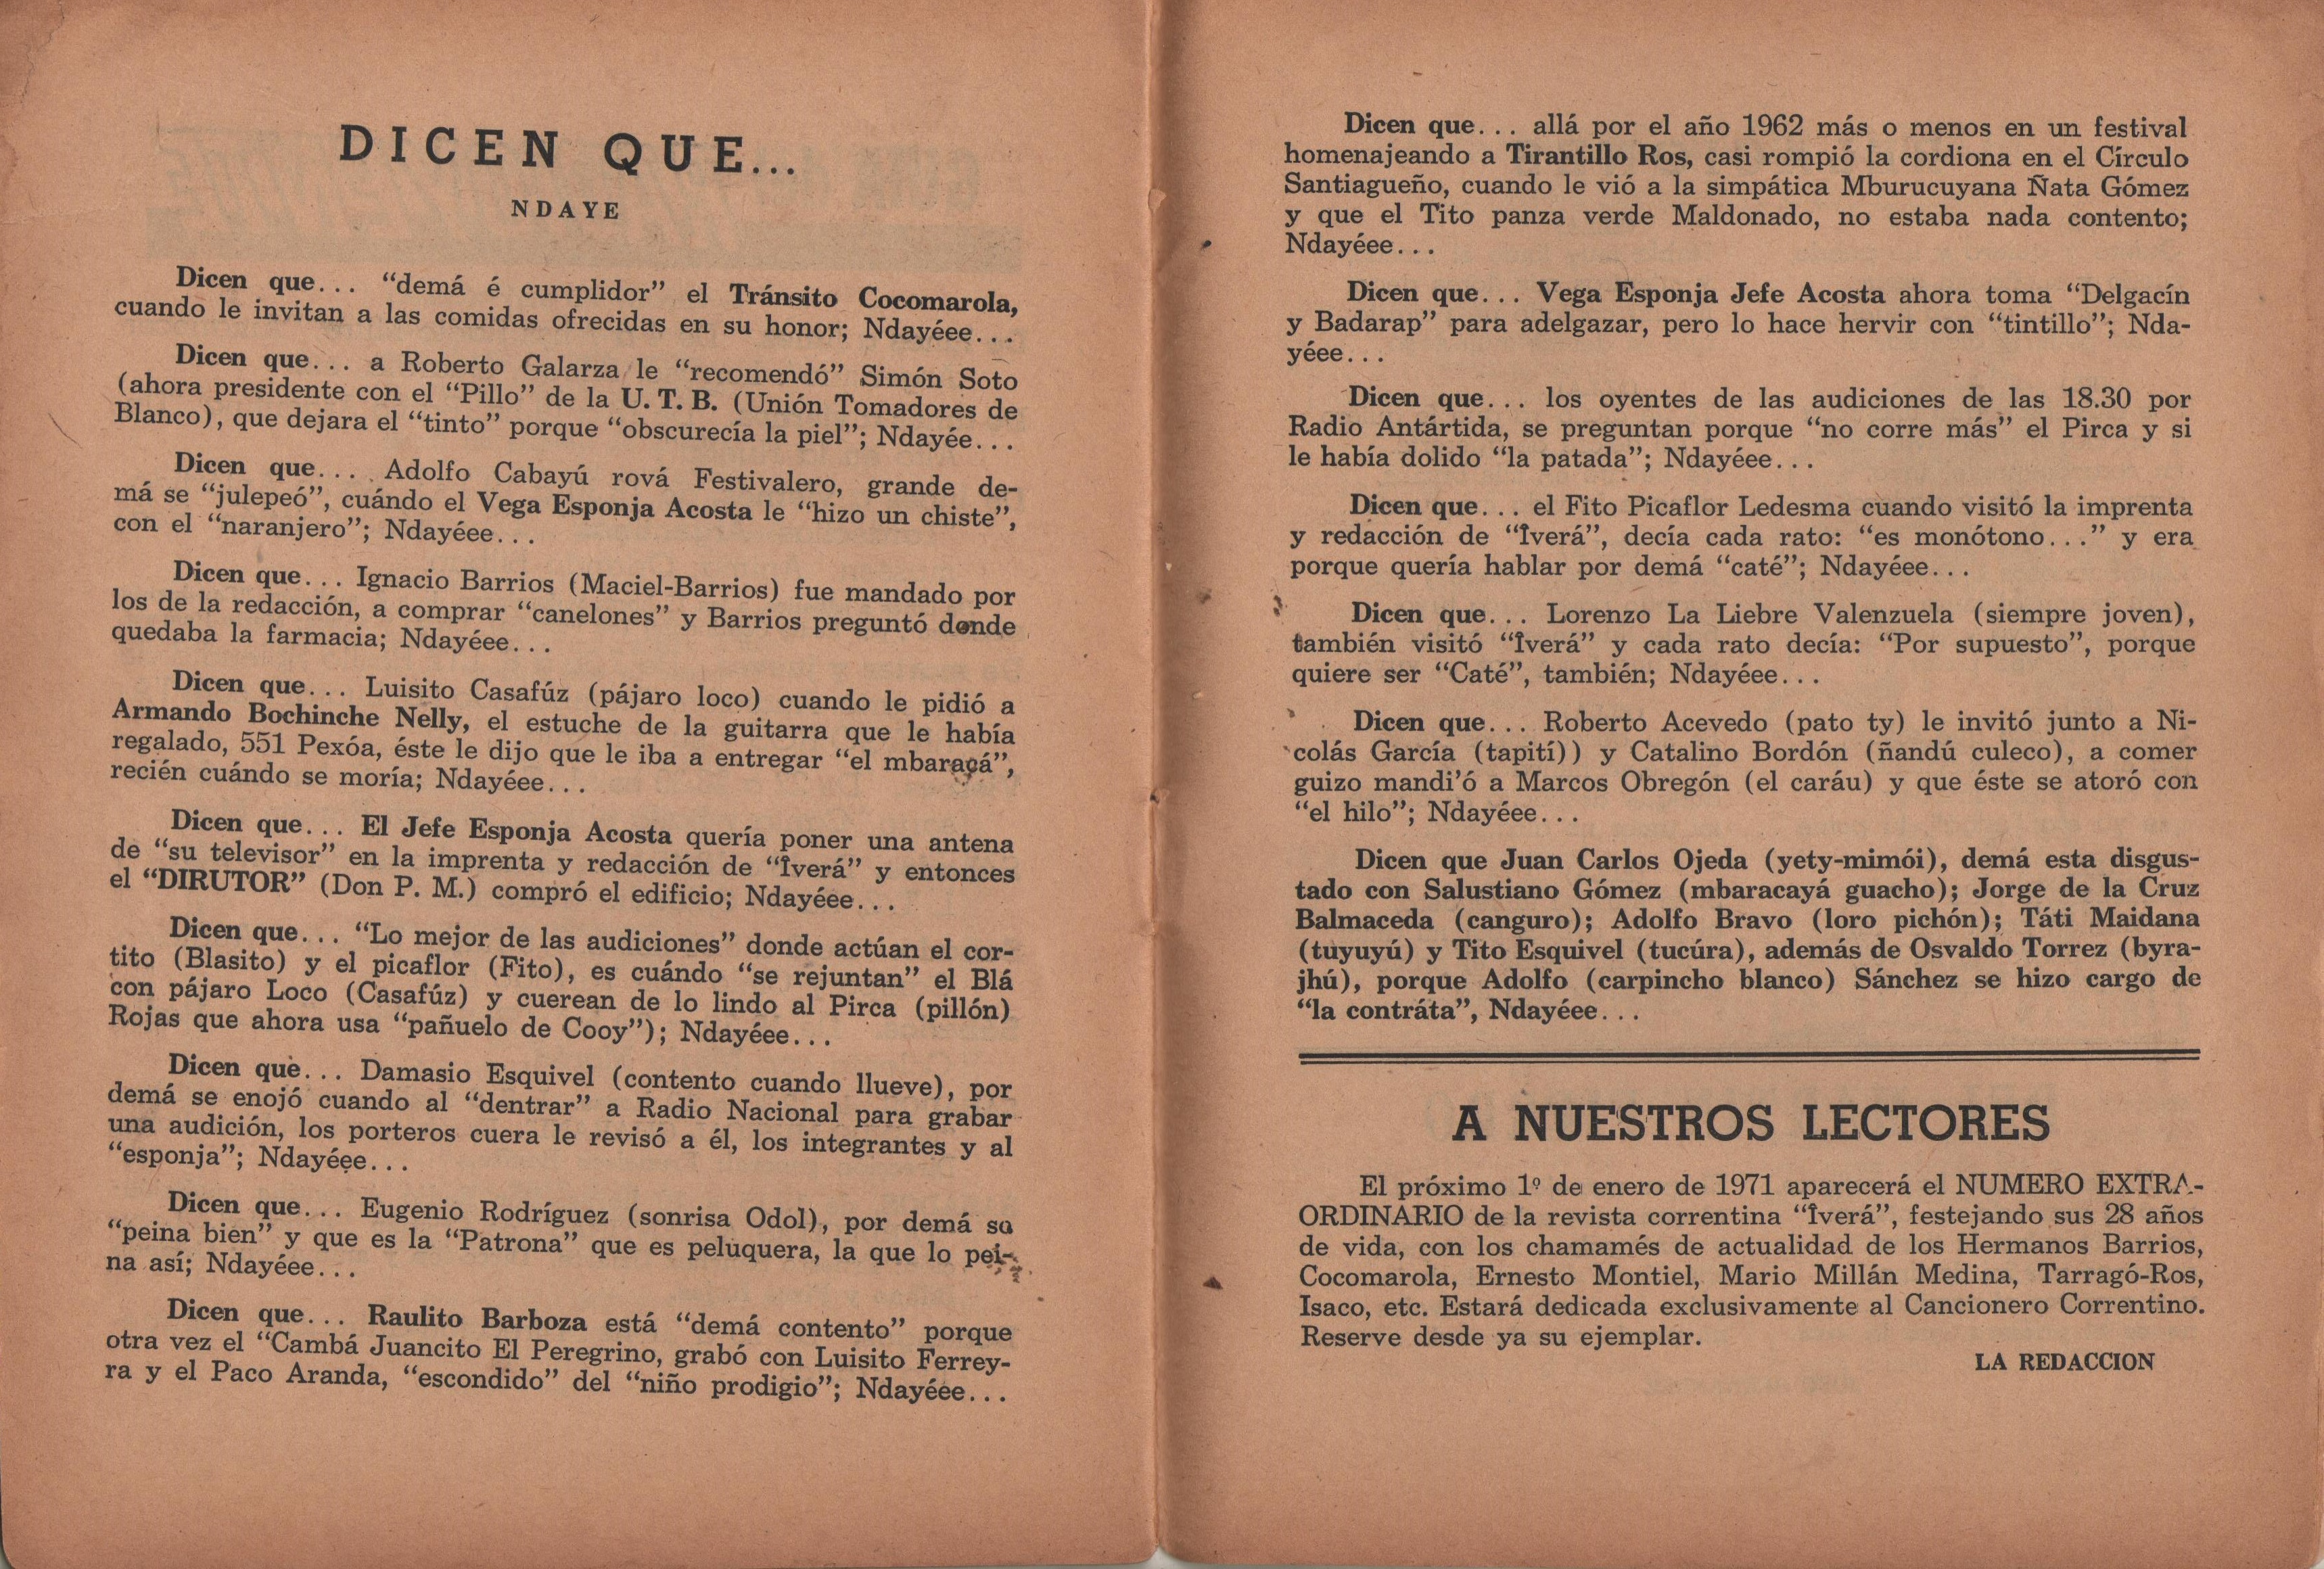 DICEN QUE...
NDAYE
Dicen que... “demá é cumplidor” el Tránsito Cocomarola,
cuando le invitan a las comidas ofrecidas en su honor; Ndayéee...
Dicen que... a Roberto Galarza le “recomendó” Simón Soto
(ahora presidente con el “Pillo” de la U. T. B. (Unión Tomadores de
Blanco), que dejara el “tinto” porque “obscurecía la piel”; Ndayée...
Dicen que... Adolfo Cabayú rová Festivalero, grande de-
má se “julepeó”, cuándo el Vega Esponja Acosta le “hizo un chiste”,
con el “naranjero”; Ndayéee...
Dicen que... Ignacio Barrios (Maciel-Barrios) fue mandado por
los de la redacción, a comprar “canelones” y Barrios preguntó donde
quedaba la farmacia; Ndayéee...
Dicen que... Luisito Casafúz (pájaro loco) cuando le pidió a
Armando Bochinche Nelly, el estuche de la guitarra que le había
regalado, 551 Pexóa, éste le dijo que le iba a entregar “el mbaracá”,
recién cuándo se moría; Ndayéee...
Dicen que... El Jefe Esponja Acosta quería poner una antena
de “su televisor” en la imprenta y redacción de “Îverá” y entonces
el “DIRUTOR” (Don P. M.) compró el edificio; Ndayéee...
Dicen que... “Lo mejor de las audiciones” donde actúan el cor-
tito (Blasito) y el picaflor (Fito), es cuándo “se rejuntan” el Blá
con pájaro Loco (Casafúz) y cuerean de lo lindo al Pirca (pillón)
Rojas que ahora usa “pañuelo de Cooy”); Ndayéee...
Dicen que... Damasio Esquivel (contento cuando llueve), por
demá se enojó cuando al “dentrar” a Radio Nacional para grabar
una audición, los porteros cuera le revisó a él, los integrantes y al
“esponja”; Ndayéee...
Dicen que... Eugenio Rodríguez (sonrisa Odol), por demá se
“peina bien” y que es la “Patrona” que es peluquera, la que lo pei-
na así; Ndayéee...
Dicen que... Raulito Barboza está “demá contento” porque
otra vez el “Cambá Juancito El Peregrino, grabó con Luisito Ferrey-
ra y el Paco Aranda, “escondido” del “niño prodigio”; Ndayéee...
Dicen que... allá por el año 1962 más o menos en un festival
homenajeando a Tirantillo Ros, casi rompió la cordiona en el Círculo
Santiagueño, cuando le vió a la simpática Mburucuyana Ñata Gómez
y que el Tito panza verde Maldonado, no estaba nada contento;
Ndayéee...
Dicen que... Vega Esponja Jefe Acosta ahora toma “Delgacín
y Badarap” para adelgazar, pero lo hace hervir con “tintillo”; Nda-
yéee...
Dicen que... los oyentes de las audiciones de las 18.30 por
Radio Antártida, se preguntan porque “no corre más” el Pirca y si
le había dolido “la patada”; Ndayéee...
Dicen que... el Fito Picaflor Ledesma cuando visitó la imprenta
y redacción de “Îverá”, decía cada rato: “es monótono...” y era
porque quería hablar por demá “caté”; Ndayéee...
Dicen que... Lorenzo La Liebre Valenzuela (siempre joven),
también visitó “Îverá” y cada rato decía: “Por supuesto”, porque
quiere ser “Caté”, también; Ndayéee...
Dicen que... Roberto Acevedo (pato ty) le invitó junto a Ni-
colás García (tapití)) y Catalino Bordón (ñandú culeco), a comer
guizo mandi’ó a Marcos Obregón (el caráu) y que éste se atoró con
“el hilo”; Ndayéee...
Dicen que Juan Carlos Ojeda (yety-mimói), demá esta disgus-
tado con Salustiano Gómez (mbaracayá guacho); Jorge de la Cruz
Balmaceda (canguro); Adolfo Bravo (loro pichón); Táti Maidana
(tuyuyú) y Tito Esquivel (tucúra), además de Osvaldo Torrez (byra-
jhú), porque Adolfo (carpincho blanco) Sánchez se hizo cargo de
“la contráta”, Ndayéee...
A NUESTROS LECTORES
El próximo 1º de enero de 1971 aparecerá el NUMERO EXTRA-
ORDINARIO de la revista correntina “Îverá”, festejando sus 28 años
de vida, con los chamamés de actualidad de los Hermanos Barrios,
Cocomarola, Ernesto Montiel, Mario Millán Medina, Tarragó-Ros,
Isaco, etc. Estará dedicada exclusivamente al Cancionero Correntino.
Reserve desde ya su ejemplar.
LA REDACCION